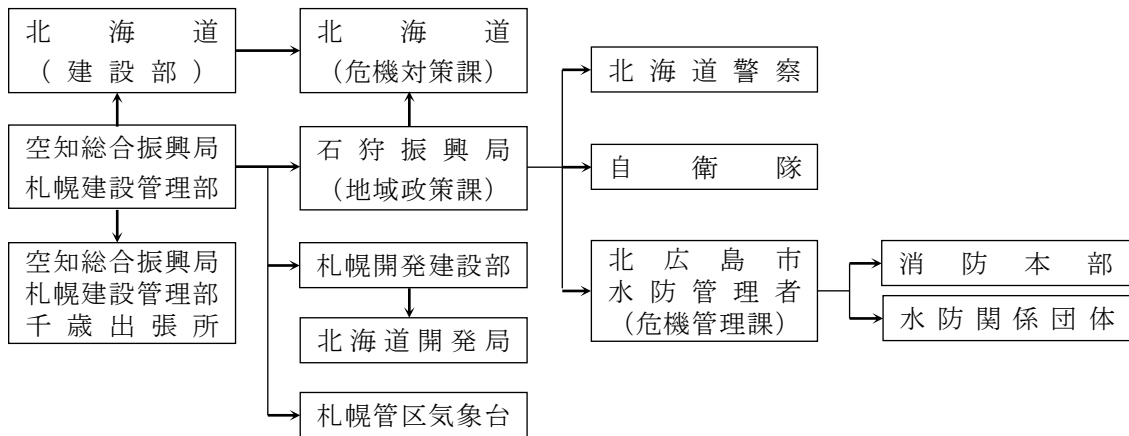 北海道
(建設部)
北海道
(危機対策課)
北海道警察
空知総合振興局
札幌建設管理部
石狩振興局
(地域政策課)
自衛隊
空知総合振興局
札幌建設管理部
千歳出張所
札幌開発建設部
北海道開発局
札幌管区気象台
北広島市
水防管理者
(危機管理課)
消防本部
水防関係団体